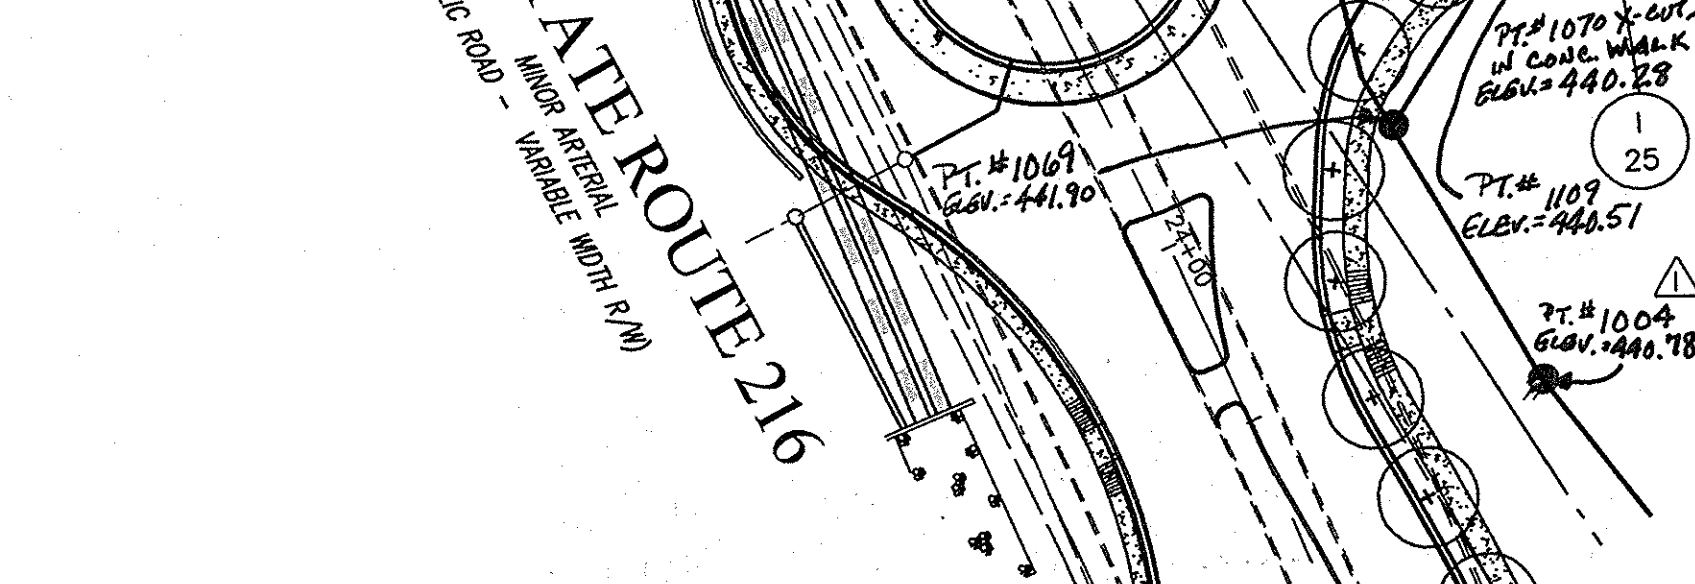 ATE ROUTE 216
IC ROAD -
MINOR ARTERIAL
VARIABLE WIDTH R/W)
PT. #1069
ELEV.=441.90
24+00
PT.# 1070 X-CUT
IN CONC. WALK
ELEV.=440.28
1
25
PT.# 1109
ELEV.=440.51
1
PT.# 1004
ELEV.=440.78